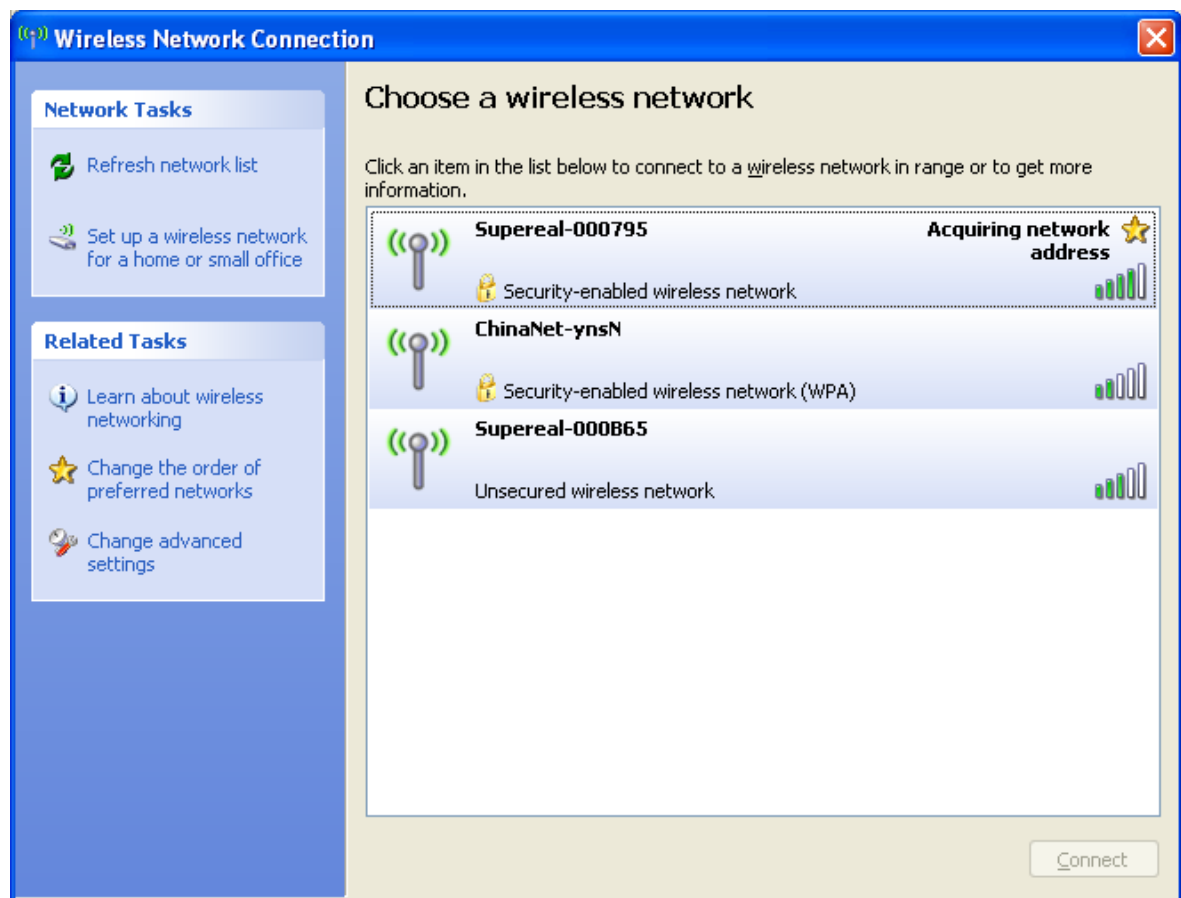 Wireless Network Connection
Network Tasks
Refresh network list
Set up a wireless network
for a home or small office
Related Tasks
Learn about wireless
networking
Change the order of
preferred networks
Change advanced
settings
Choose a wireless network
Click an item in the list below to connect to a wireless network in range or to get more
information.
Supereal-000795
Acquiring network
address
Security-enabled wireless network
ChinaNet-ynsN
Security-enabled wireless network (WPA)
Supereal-000B65
Unsecured wireless network
Connect